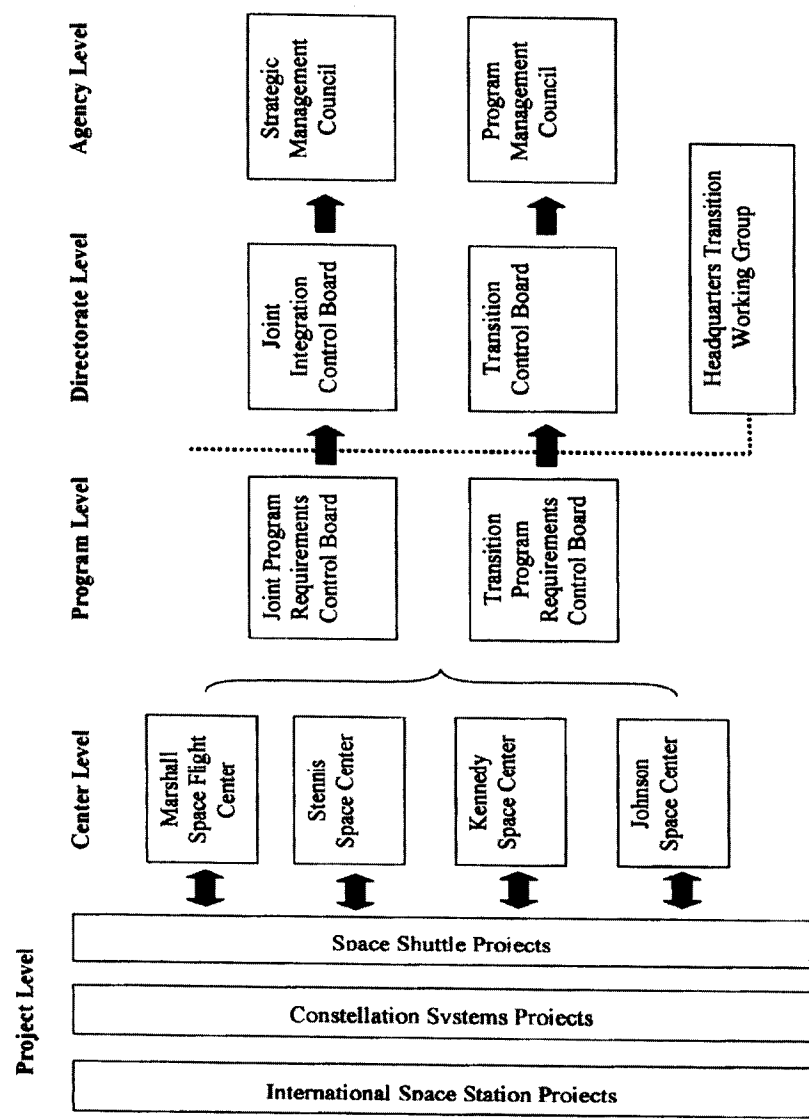 Project Level
Center Level
Program Level
Directorate Level
Agency Level
International Space Station Projects
Constellation Systems Projects
Space Shuttle Projects
Marshall
Space Flight
Center
Stennis
Space Center
Kennedy
Space Center
Johnson
Space Center
Joint Program
Requirements
Control Board
Transition
Program
Requirements
Control Board
Joint
Integration
Control Board
Transition
Control Board
Strategic
Management
Council
Program
Management
Council
Headquarters Transition
Working Group